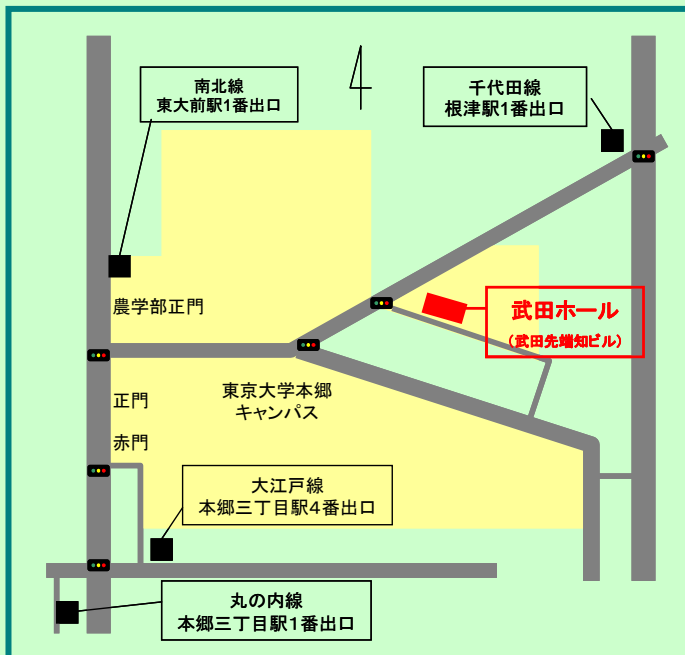 南北線
東大前駅1番出口
千代田線
根津駅1番出口
農学部正門
武田ホール
(武田先端知ビル)
正門
東京大学本郷
キャンパス
赤門
大江戸線
本郷三丁目駅4番出口
丸の内線
本郷三丁目駅1番出口